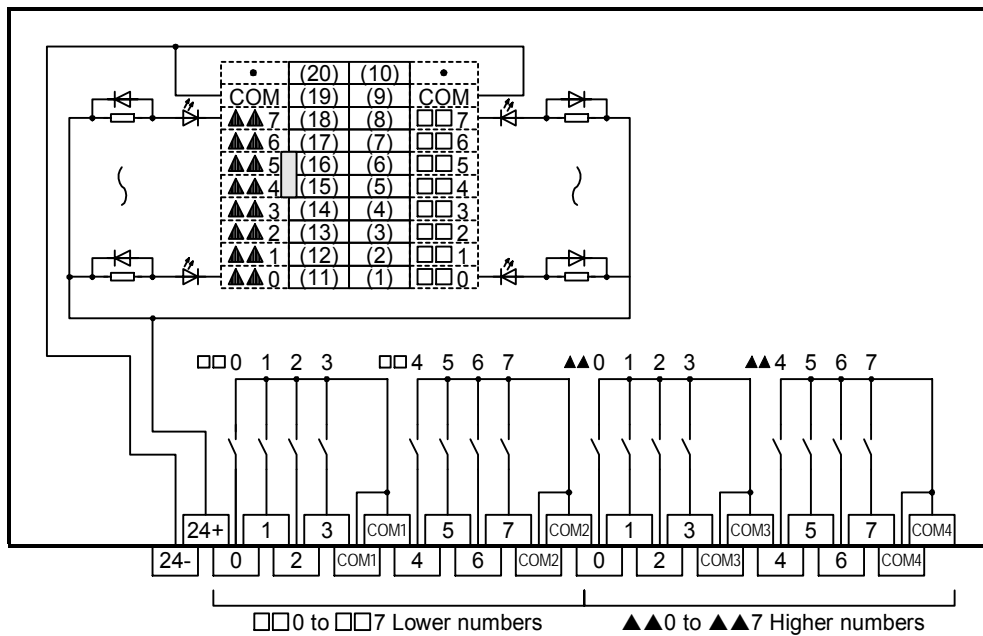 • (20) (10) •
COM (19) (9) COM
▲▲7 (18) (8) □□7
▲▲6 (17) (7) □□6
▲▲5 (16) (6) □□5
▲▲4 (15) (5) □□4
▲▲3 (14) (4) □□3
▲▲2 (13) (3) □□2
▲▲1 (12) (2) □□1
▲▲0 (11) (1) □□0
□□0 1 2 3 □□4 5 6 7 ▲▲0 1 2 3 ▲▲4 5 6 7
24+ 1 3 COM1 5 7 COM2 1 3 COM3 5 7 COM4
24- 0 2 COM1 4 6 COM2 0 2 COM3 4 6 COM4
□□0 to □□7 Lower numbers ▲▲0 to ▲▲7 Higher numbers